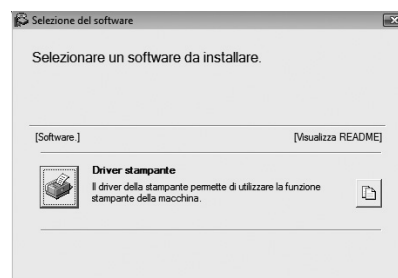 Selezione del software
Selezionare un software da installare.
[Software.] [Visualizza README]
Driver stampante
Il driver della stampante permette di utilizzare la funzione
stampante della macchina.